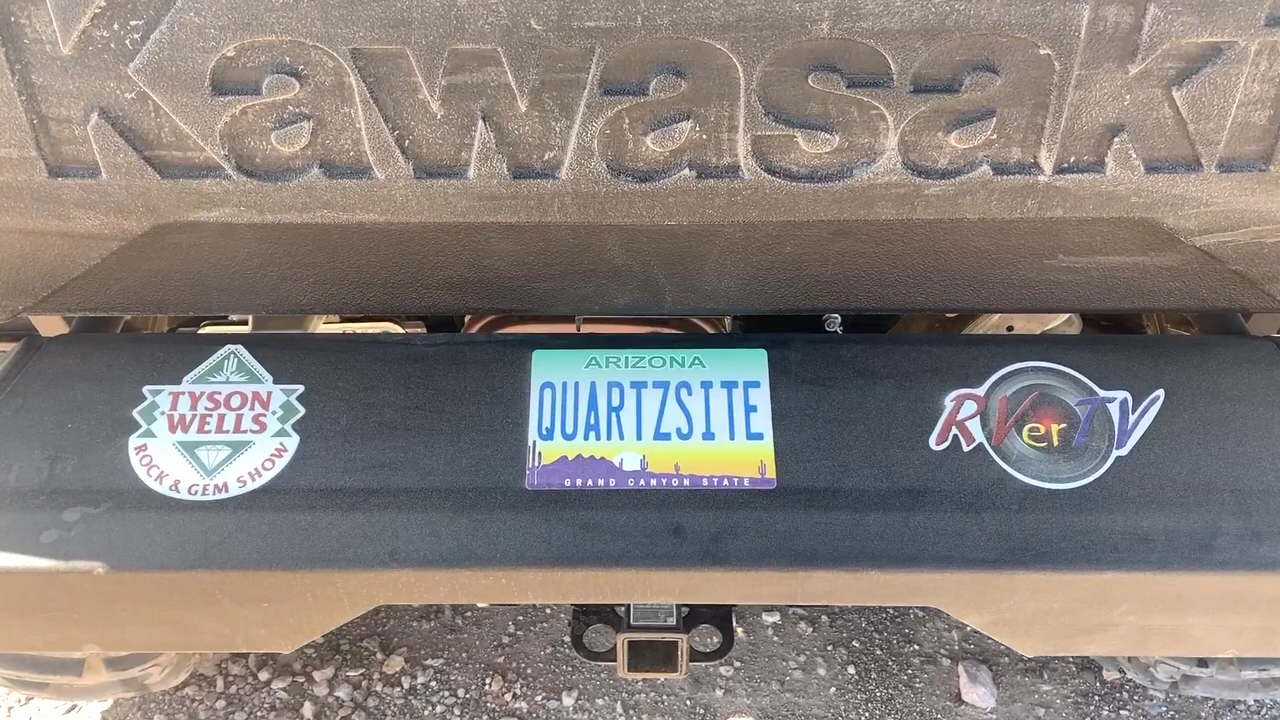 Kawasaki
TYSON
WELLS
ROCK & GEM SHOW
ARIZONA
QUARTZSITE
GRAND CANYON STATE
RVerTV